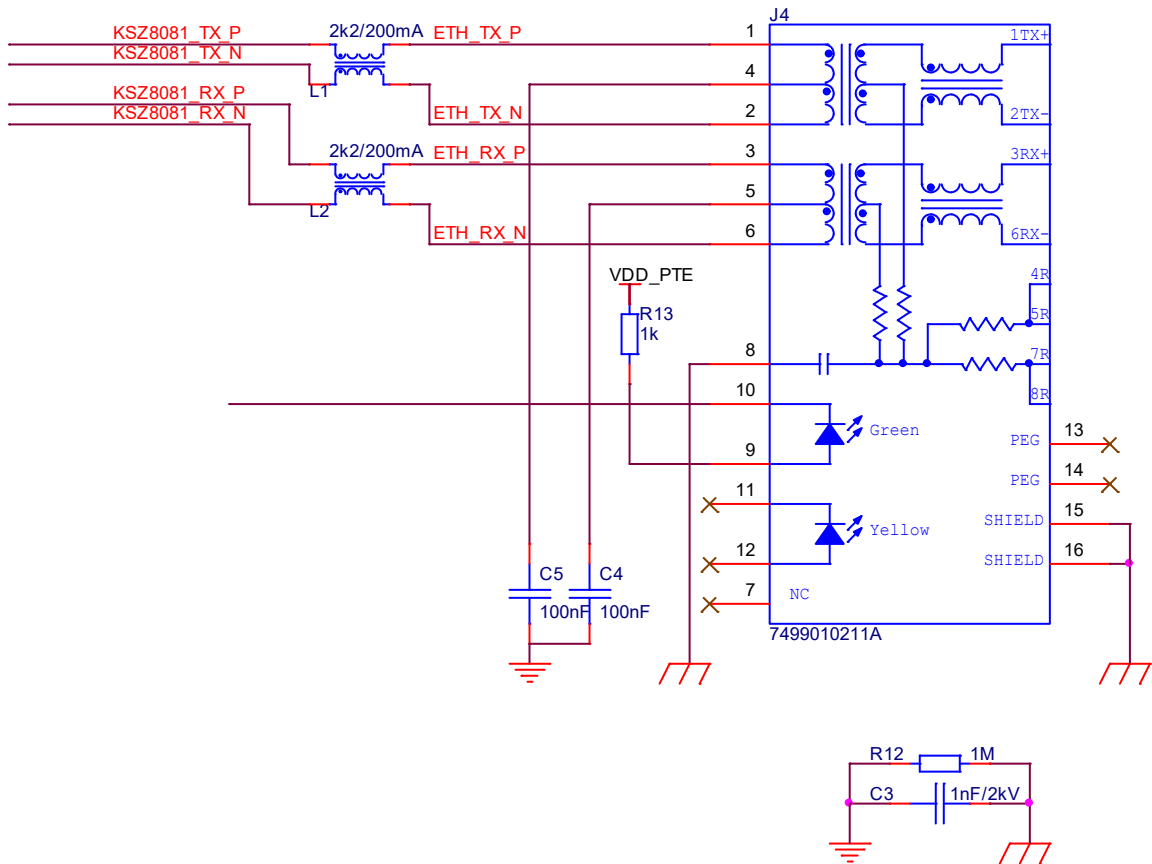 J4
KSZ8081_TX_P
2k2/200mA
ETH_TX_P
1
1TX+
KSZ8081_TX_N
4
L1
KSZ8081_RX_P
KSZ8081_RX_N
ETH_TX_N
2
2TX-
2k2/200mA
ETH_RX_P
3
3RX+
5
L2
ETH_RX_N
6
6RX-
VDD_PTE
4R
R13
1k
5R
8
7R
10
8R
Green
13
PEG
9
14
PEG
11
15
SHIELD
Yellow
12
16
SHIELD
C5
100nF
C4
100nF
7
NC
7499010211A
R12
1M
C3
1nF/2kV